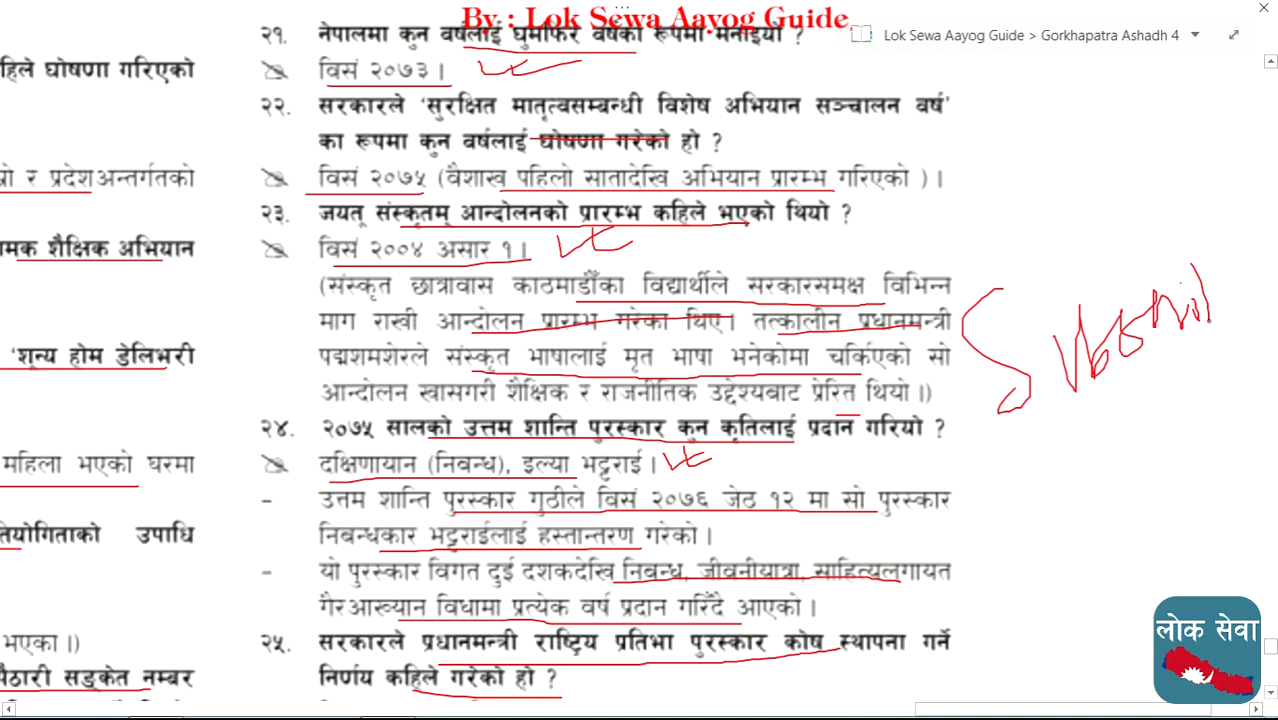 By : Lok Sewa Aayog Guide
Lok Sewa Aayog Guide > Gorkhapatra Ashadh 4
हिले घोषणा गरिएको
रो र प्रदेशअन्तर्गतको
मक शैक्षिक अभियान
'शून्य होम डेलिभरी
महिला भएको घरमा
तियोगिताको उपाधि
भएका।)
पैठारी सङ्केत नम्बर
२१. नेपालमा कुन वर्षलाई घुमफिर वर्षको रूपमा मनाइयो ?
विसं २०७३।
२२. सरकारले 'सुरक्षित मातृत्वसम्बन्धी विशेष अभियान सञ्चालन वर्ष'
का रूपमा कुन वर्षलाई घोषणा गरेको हो ?
विसं २०७५ (वैशाख पहिलो सातादेखि अभियान प्रारम्भ गरिएको )।
२३. जयतू संस्कृतम् आन्दोलनको प्रारम्भ कहिले भएको थियो ?
विसं २००४ असार १।
(संस्कृत छात्रावास काठमाडौँका विद्यार्थीले सरकारसमक्ष विभिन्न
माग राखी आन्दोलन प्रारम्भ गरेका थिए। तत्कालीन प्रधानमन्त्री
पद्मशमशेरले संस्कृत भाषालाई मृत भाषा भनेकोमा चर्किएको सो
आन्दोलन खासगरी शैक्षिक र राजनीतिक उद्देश्यबाट प्रेरित थियो।)
२४. २०७५ सालको उत्तम शान्ति पुरस्कार कुन कृतिलाई प्रदान गरियो ?
दक्षिणायान (निबन्ध), इल्या भट्टराई।
- उत्तम शान्ति पुरस्कार गुठीले विसं २०७६ जेठ १२ मा सो पुरस्कार
निबन्धकार भट्टराईलाई हस्तान्तरण गरेको।
- यो पुरस्कार विगत दुई दशकदेखि निबन्ध, जीवनीयात्रा, साहित्यलगायत
गैरआख्यान विधामा प्रत्येक वर्ष प्रदान गरिँदै आएको।
२५. सरकारले प्रधानमन्त्री राष्ट्रिय प्रतिभा पुरस्कार कोष स्थापना गर्ने
निर्णय कहिले गरेको हो ?
लोक सेवा